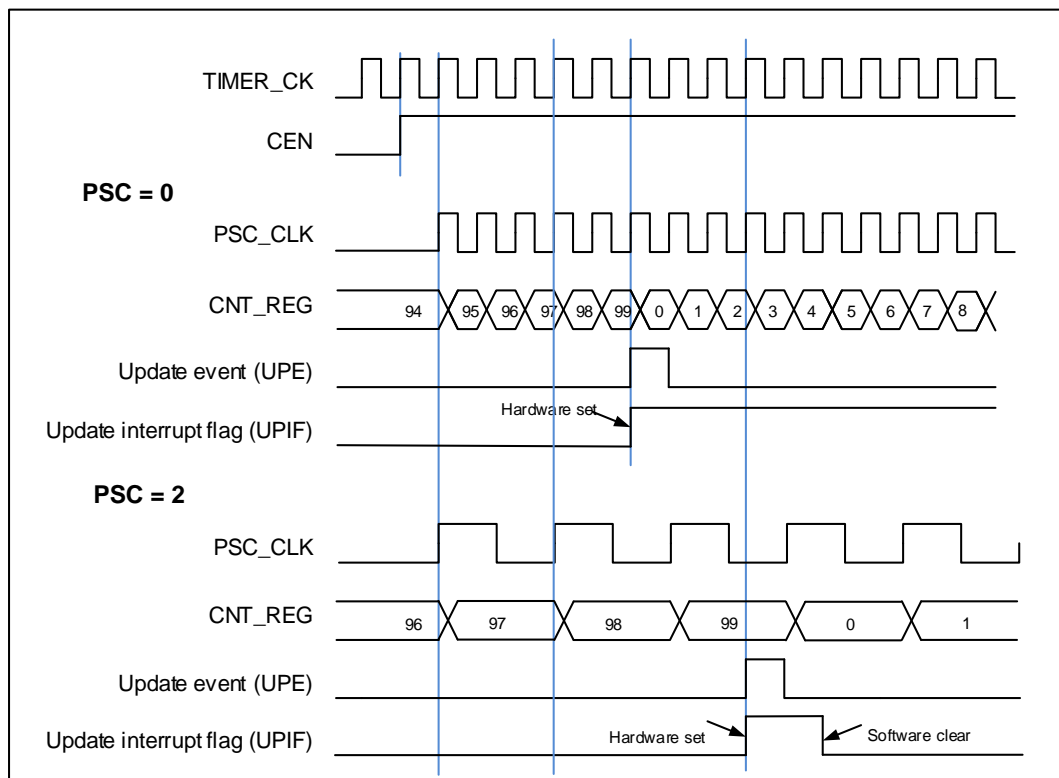 TIMER_CK
CEN
PSC = 0
PSC_CLK
CNT_REG 94 95 96 97 98 99 0 1 2 3 4 5 6 7 8
Update event (UPE)
Hardware set
Update interrupt flag (UPIF)
PSC = 2
PSC_CLK
CNT_REG 96 97 98 99 0 1
Update event (UPE)
Update interrupt flag (UPIF) Hardware set Software clear